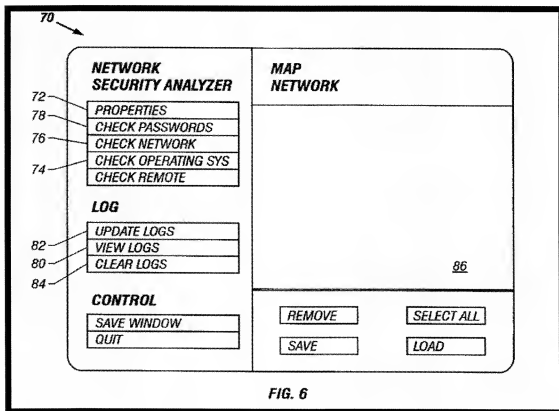 70
NETWORK
SECURITY ANALYZER
72
PROPERTIES
78
CHECK PASSWORDS
76
CHECK NETWORK
74
CHECK OPERATING SYS
CHECK REMOTE
LOG
82
UPDATE LOGS
80
VIEW LOGS
84
CLEAR LOGS
CONTROL
SAVE WINDOW
QUIT
MAP
NETWORK
86
REMOVE
SELECT ALL
SAVE
LOAD
FIG. 6